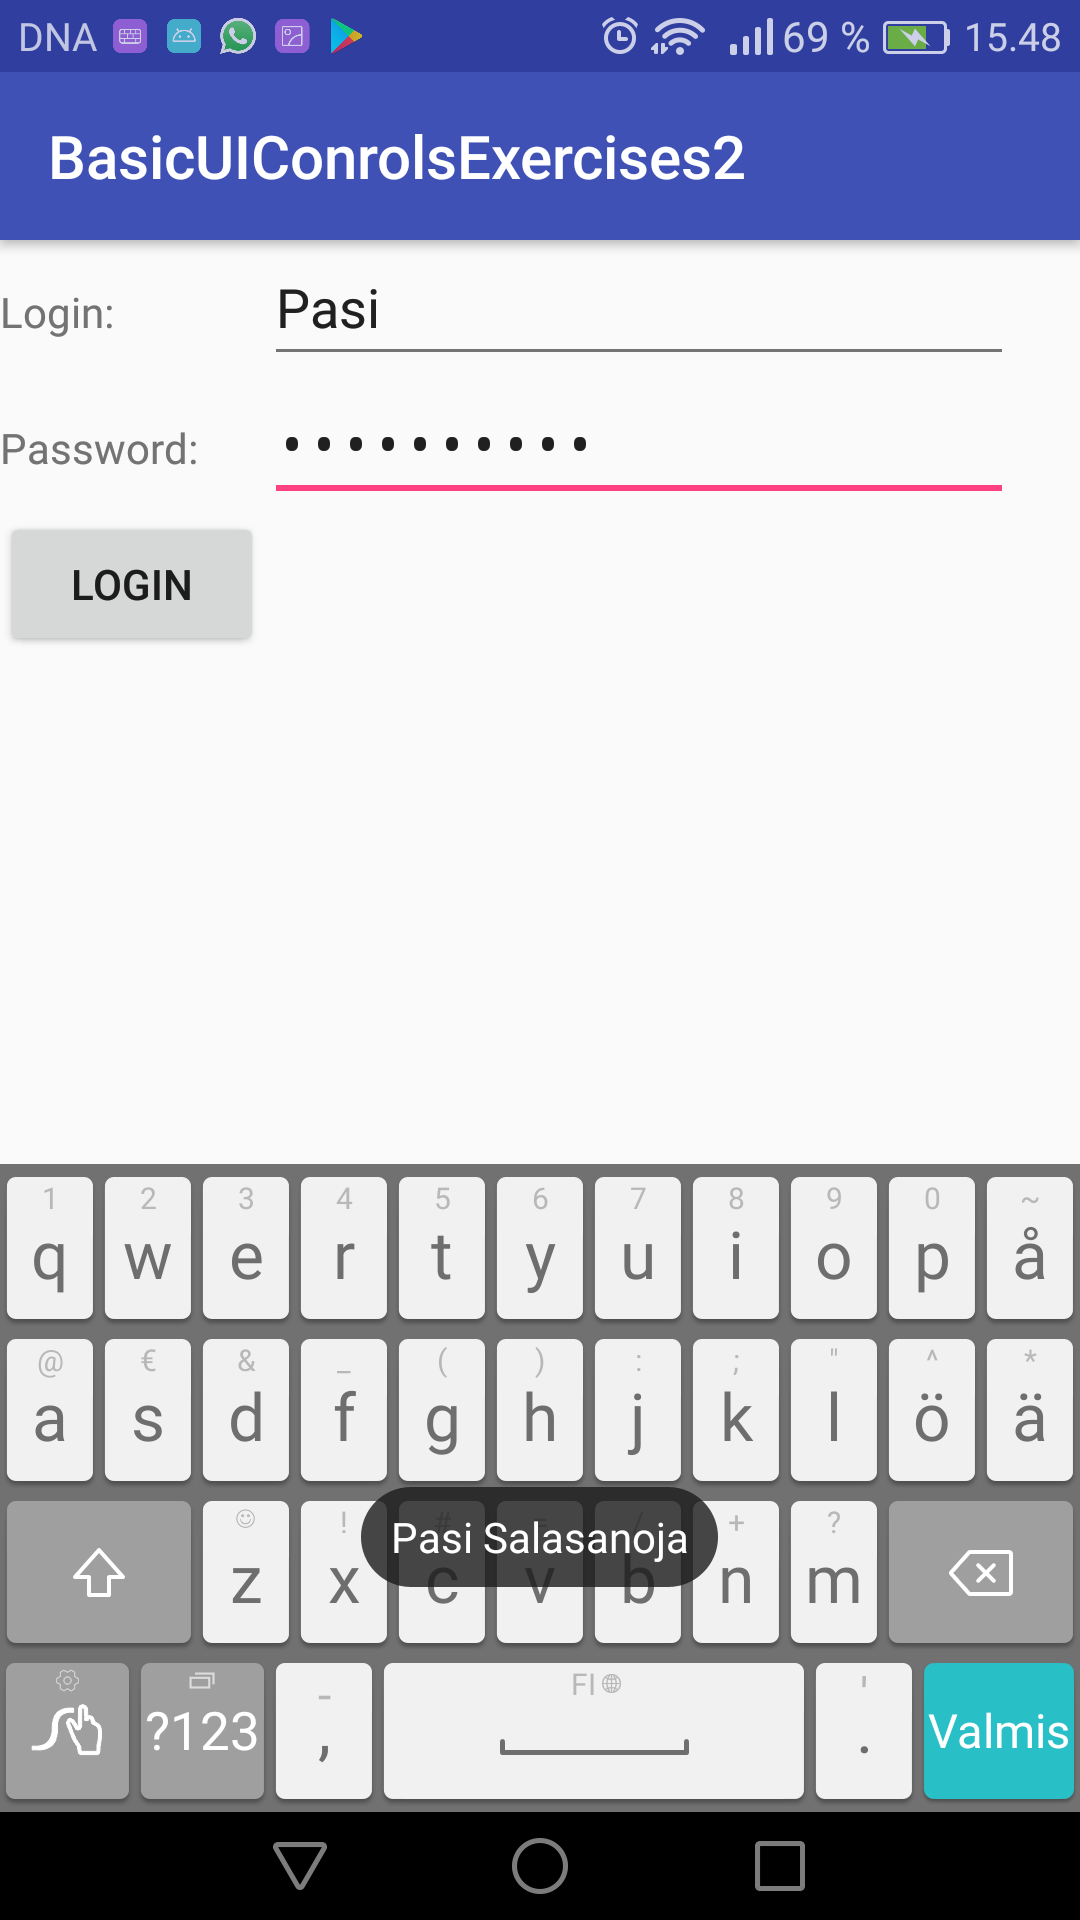 DNA 69 % 15.48
BasicUIConrolsExercises2
Login: Pasi
Password: ••••••••••
LOGIN
1 2 3 4 5 6 7 8 9 0 ~
q w e r t y u i o p å
@ € & _ ( ) : ; " ^ *
a s d f g h j k l ö ä
! # / + ?
z x c v b n m
Pasi Salasanoja
- FI '
?123 , . Valmis